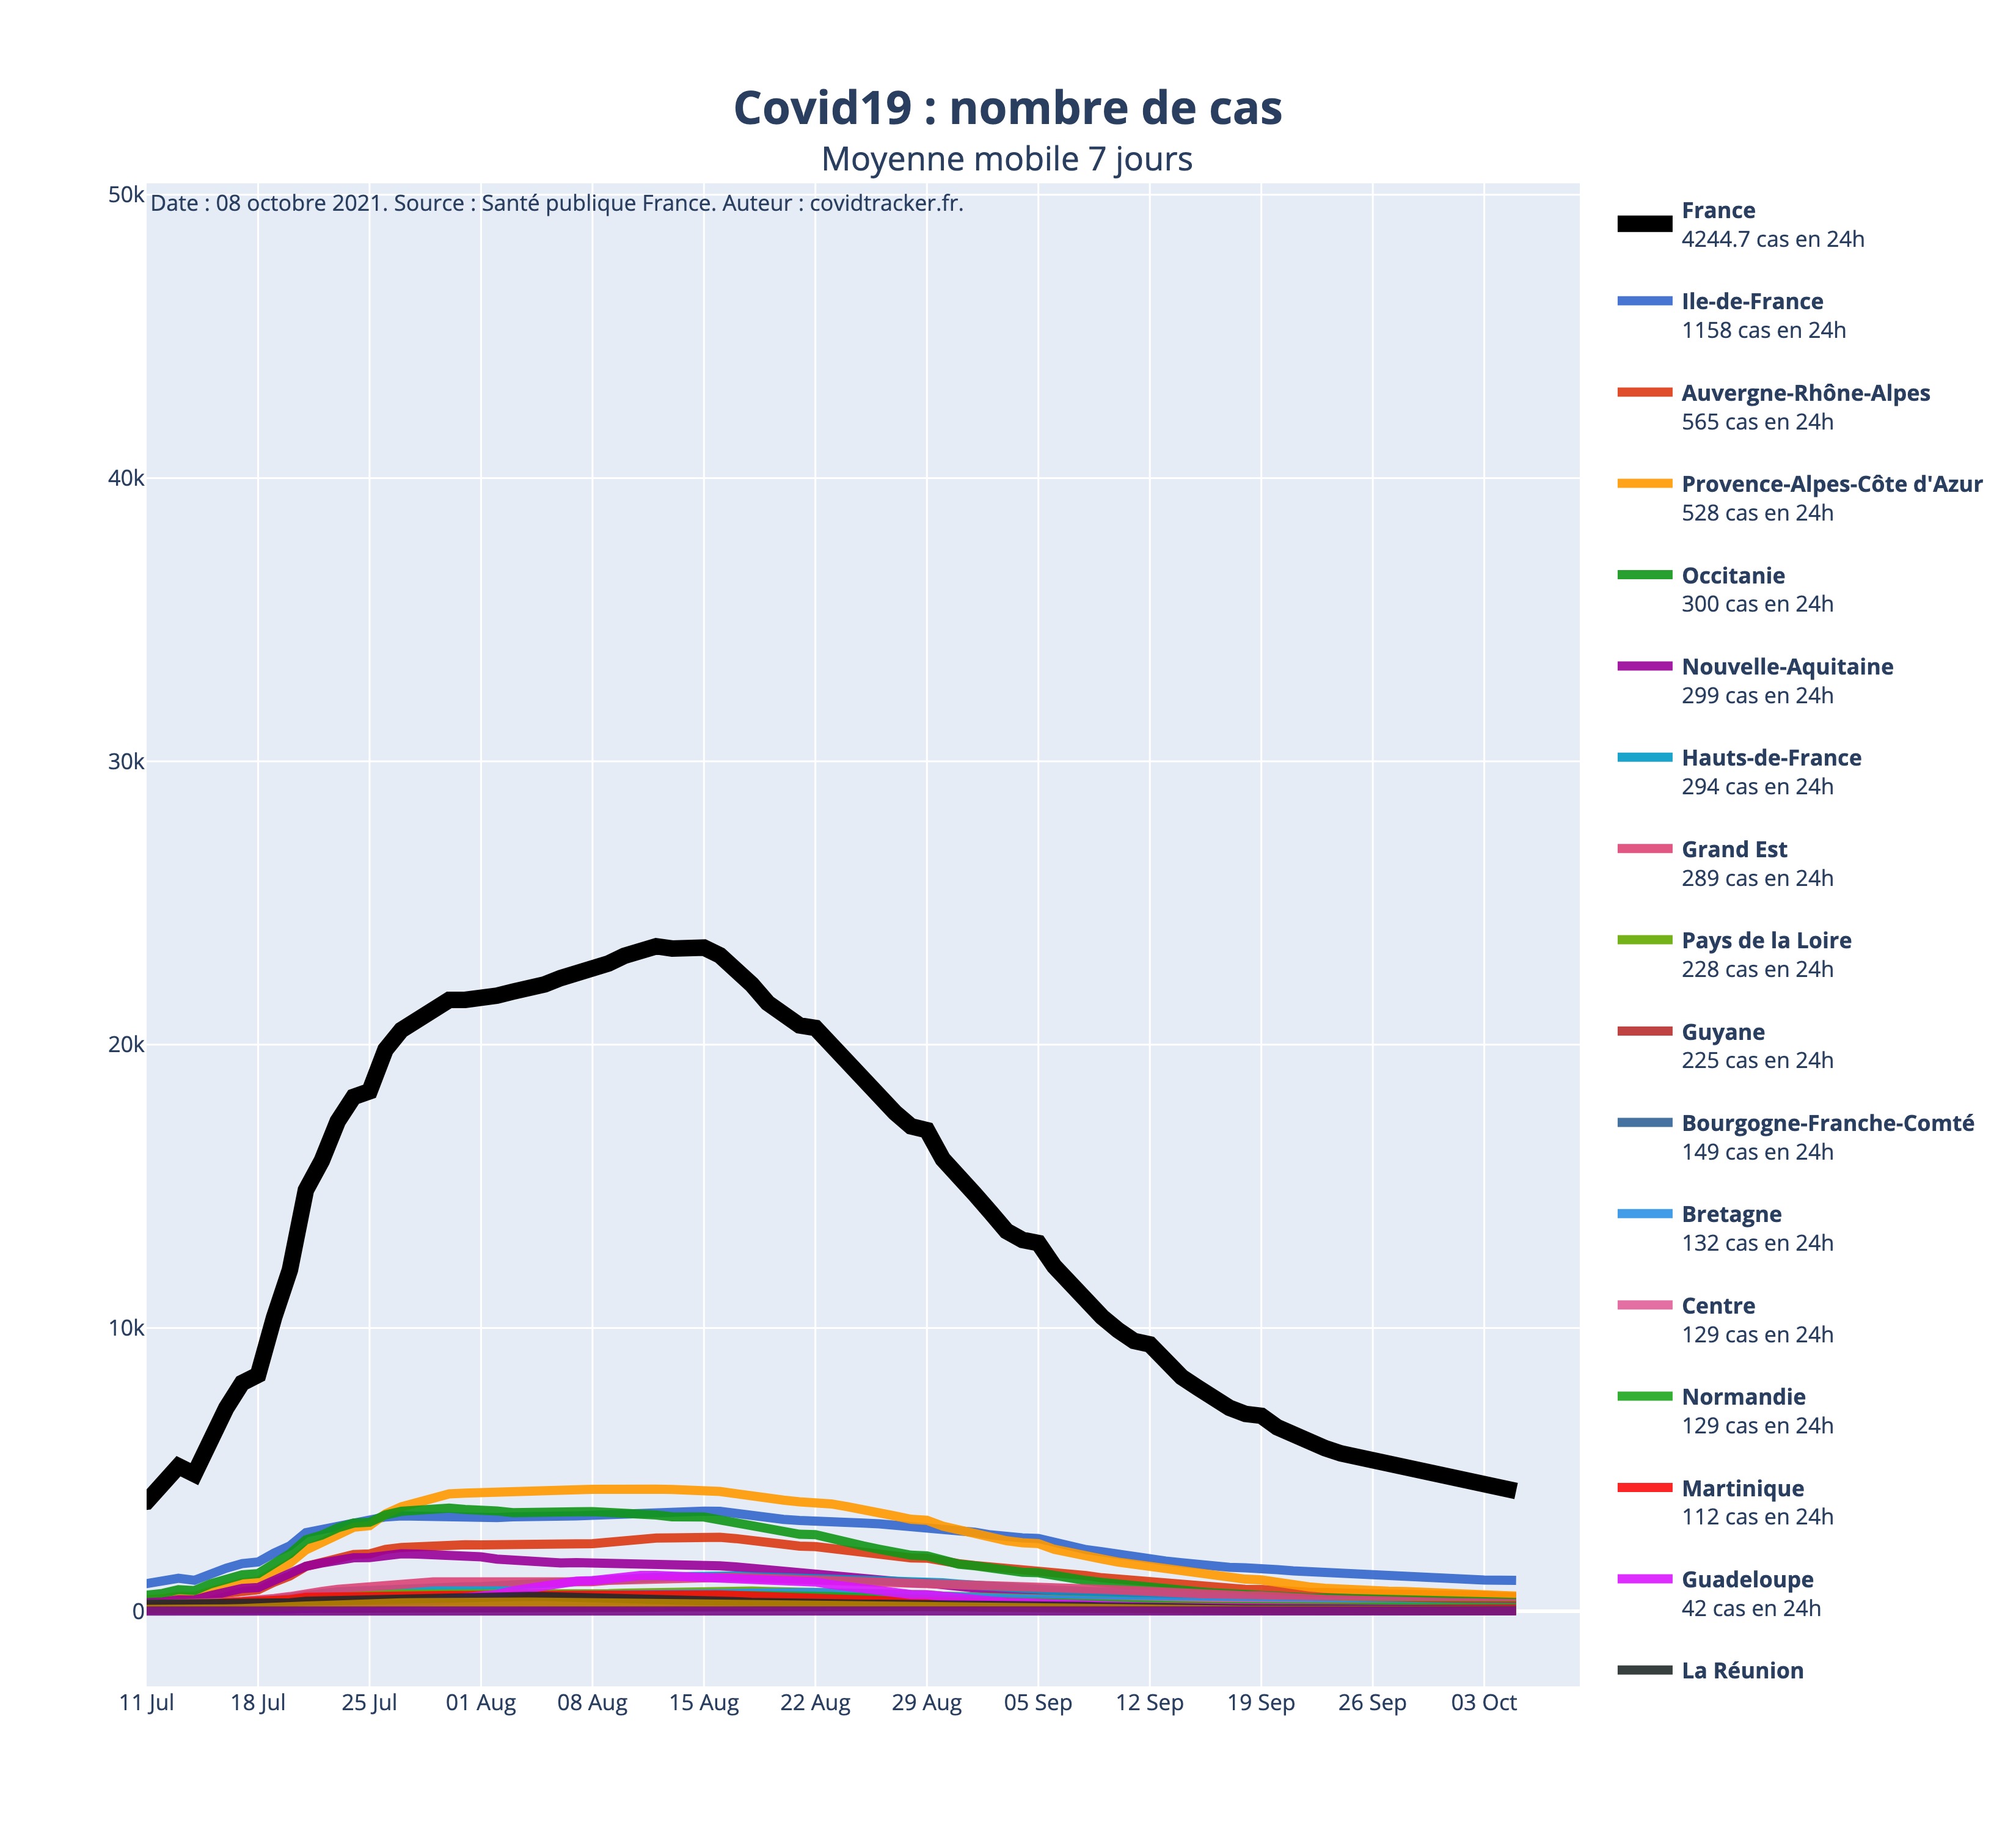 Covid19 : nombre de cas
Moyenne mobile 7 jours
Date : 08 octobre 2021. Source : Santé publique France. Auteur : covidtracker.fr.
50k
40k
30k
20k
10k
0
11 Jul
18 Jul
25 Jul
01 Aug
08 Aug
15 Aug
22 Aug
29 Aug
05 Sep
12 Sep
19 Sep
26 Sep
03 Oct
France
4244.7 cas en 24h
Ile-de-France
1158 cas en 24h
Auvergne-Rhône-Alpes
565 cas en 24h
Provence-Alpes-Côte d'Azur
528 cas en 24h
Occitanie
300 cas en 24h
Nouvelle-Aquitaine
299 cas en 24h
Hauts-de-France
294 cas en 24h
Grand Est
289 cas en 24h
Pays de la Loire
228 cas en 24h
Guyane
225 cas en 24h
Bourgogne-Franche-Comté
149 cas en 24h
Bretagne
132 cas en 24h
Centre
129 cas en 24h
Normandie
129 cas en 24h
Martinique
112 cas en 24h
Guadeloupe
42 cas en 24h
La Réunion